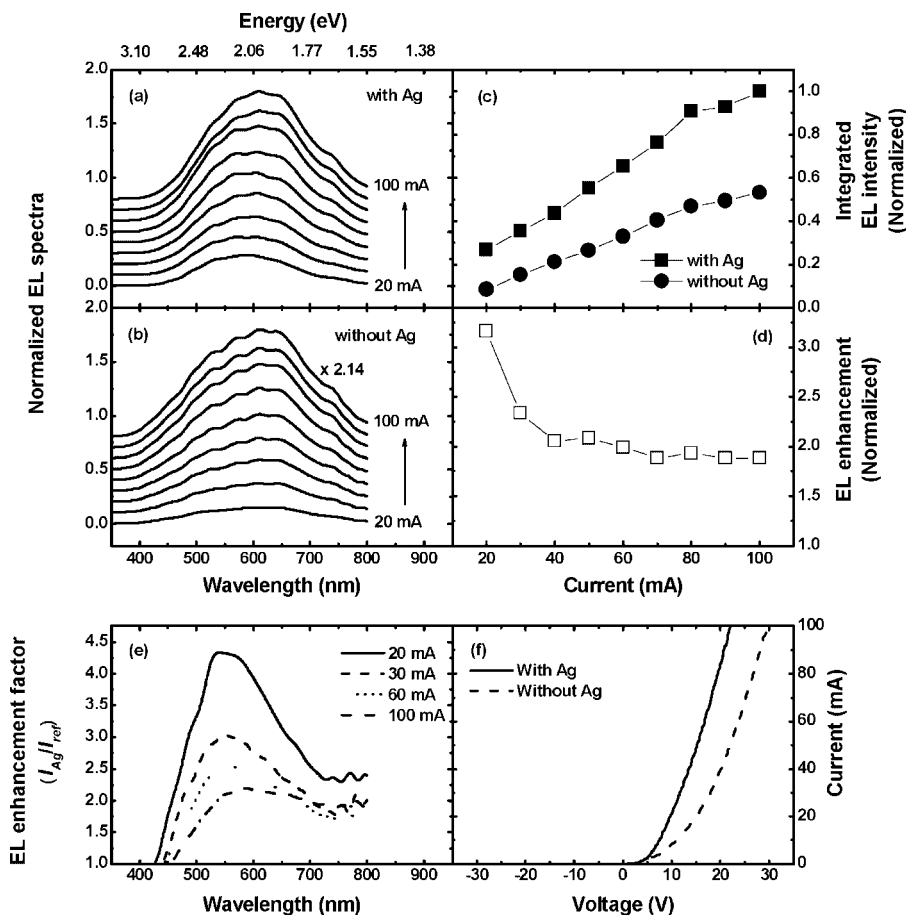 Energy (eV)
3.10 2.48 2.06 1.77 1.55 1.38
Normalized EL spectra
2.0
1.5
1.0
0.5
0.0
(a)
with Ag
100 mA
20 mA
2.0
1.5
1.0
0.5
0.0
(b)
without Ag
x 2.14
100 mA
20 mA
400 500 600 700 800 900
Wavelength (nm)
(c)
with Ag
without Ag
1.0
0.8
0.6
0.4
0.2
0.0
Integrated
EL intensity
(Normalized)
(d)
3.0
2.5
2.0
1.5
1.0
EL enhancement
(Normalized)
20 30 40 50 60 70 80 90 100
Current (mA)
EL enhancement factor
(I_Ag/I_ref)
4.5
4.0
3.5
3.0
2.5
2.0
1.5
1.0
(e)
20 mA
30 mA
60 mA
100 mA
400 500 600 700 800 900
Wavelength (nm)
(f)
With Ag
Without Ag
100
80
60
40
20
0
Current (mA)
-30 -20 -10 0 10 20 30
Voltage (V)